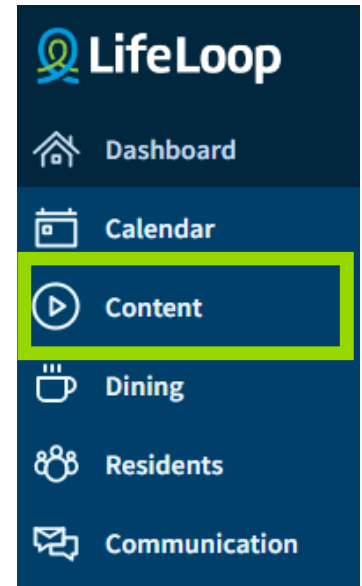 LifeLoop
Dashboard
Calendar
Content
Dining
Residents
Communication